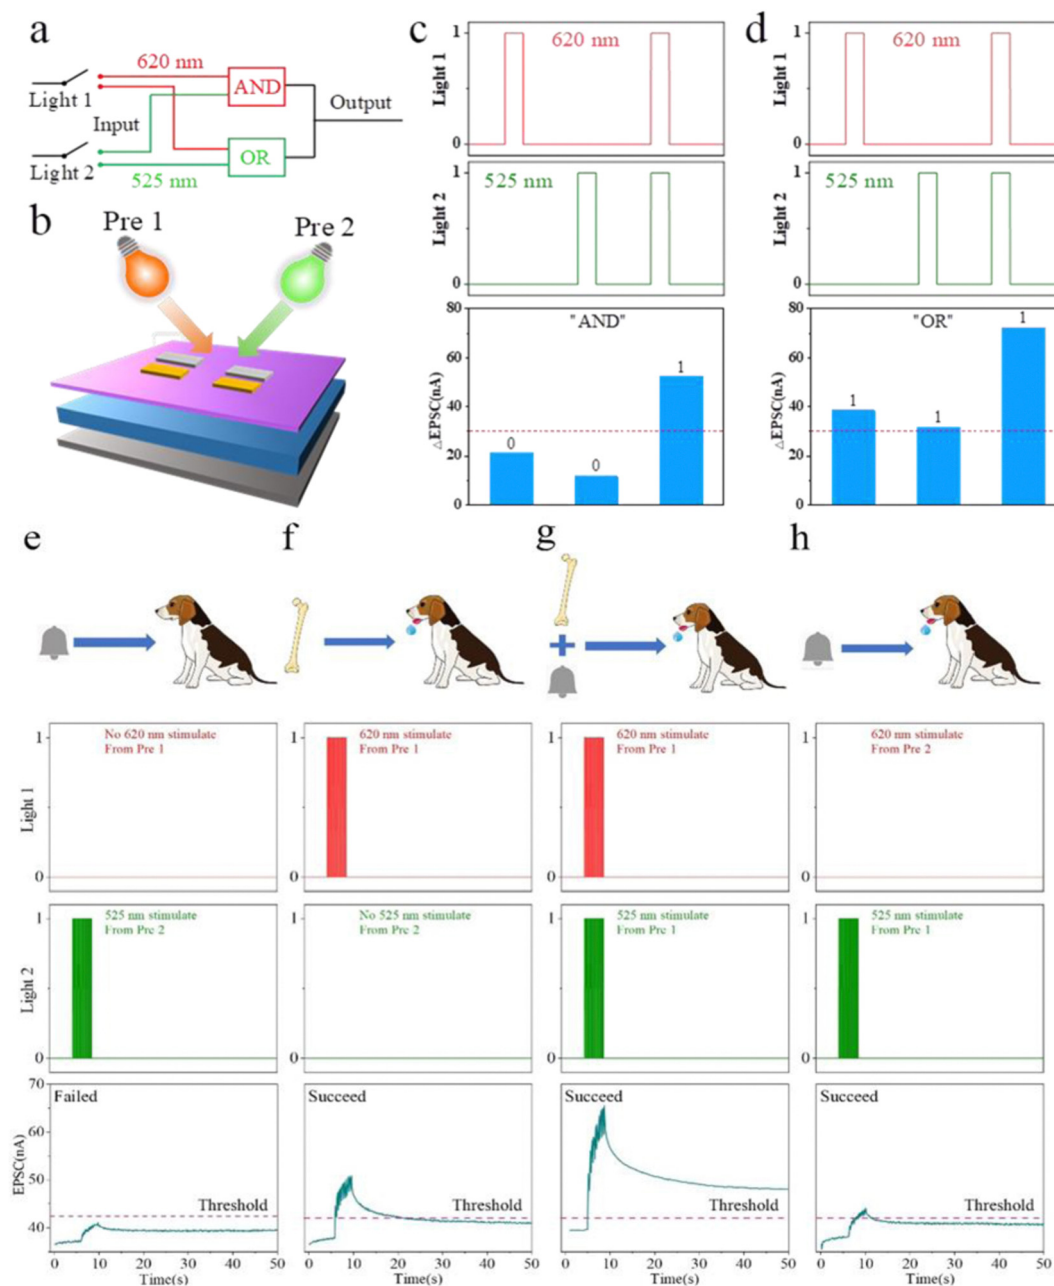 a
620 nm
Light 1
AND
Input
Output
Light 2
OR
525 nm
b
Pre 1
Pre 2
c
1
620 nm
Light 1
0
1
525 nm
Light 2
0
80
"AND"
60
40
20
0
△EPSC(nA)
0
0
1
d
1
620 nm
Light 1
0
1
525 nm
Light 2
0
80
"OR"
60
40
20
0
△EPSC(nA)
1
1
1
e
f
g
h
1
No 620 nm stimulate
From Pre 1
Light 1
0
1
620 nm stimulate
From Pre 1
0
1
620 nm stimulate
From Pre 1
0
1
620 nm stimulate
From Pre 2
0
1
525 nm stimulate
From Pre 2
Light 2
0
1
No 525 nm stimulate
From Pre 2
0
1
525 nm stimulate
From Pre 1
0
1
525 nm stimulate
From Pre 1
0
70
60
50
40
EPSC(nA)
Failed
Threshold
0 10 20 30 40 50
Time(s)
Succeed
Threshold
0 10 20 30 40 50
Time(s)
Succeed
Threshold
0 10 20 30 40 50
Time(s)
Succeed
Threshold
0 10 20 30 40 50
Time(s)